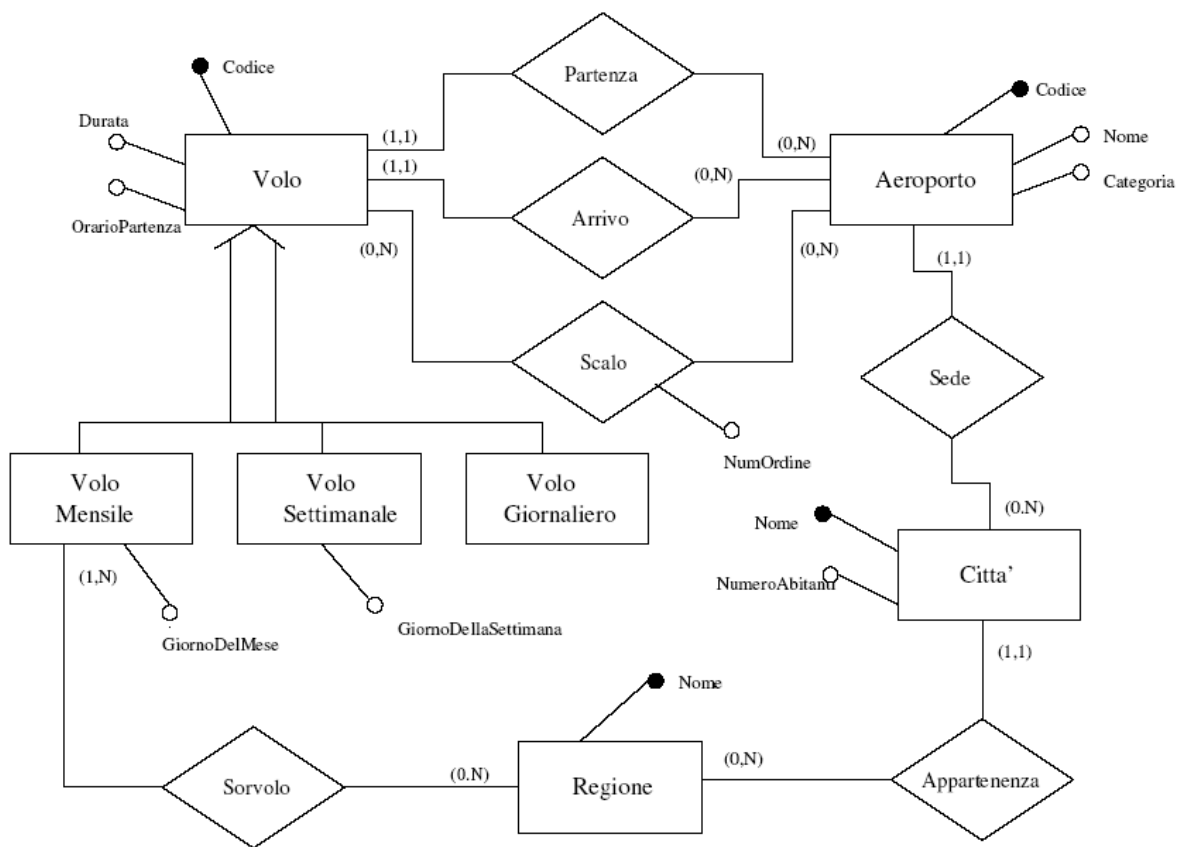 Partenza
Codice
Codice
Durata
(1,1)
(0,N)
Nome
Volo
(1,1)
(0,N)
Aeroporto
Categoria
Arrivo
OrarioPartenza
(0,N)
(0,N)
(1,1)
Scalo
Sede
NumOrdine
Volo
Mensile
Volo
Settimanale
Volo
Giornaliero
(0.N)
Nome
(1,N)
Citta'
NumeroAbitanti
GiornoDelMese
GiornoDellaSettimana
(1,1)
Nome
(0.N)
(0,N)
Sorvolo
Regione
Appartenenza